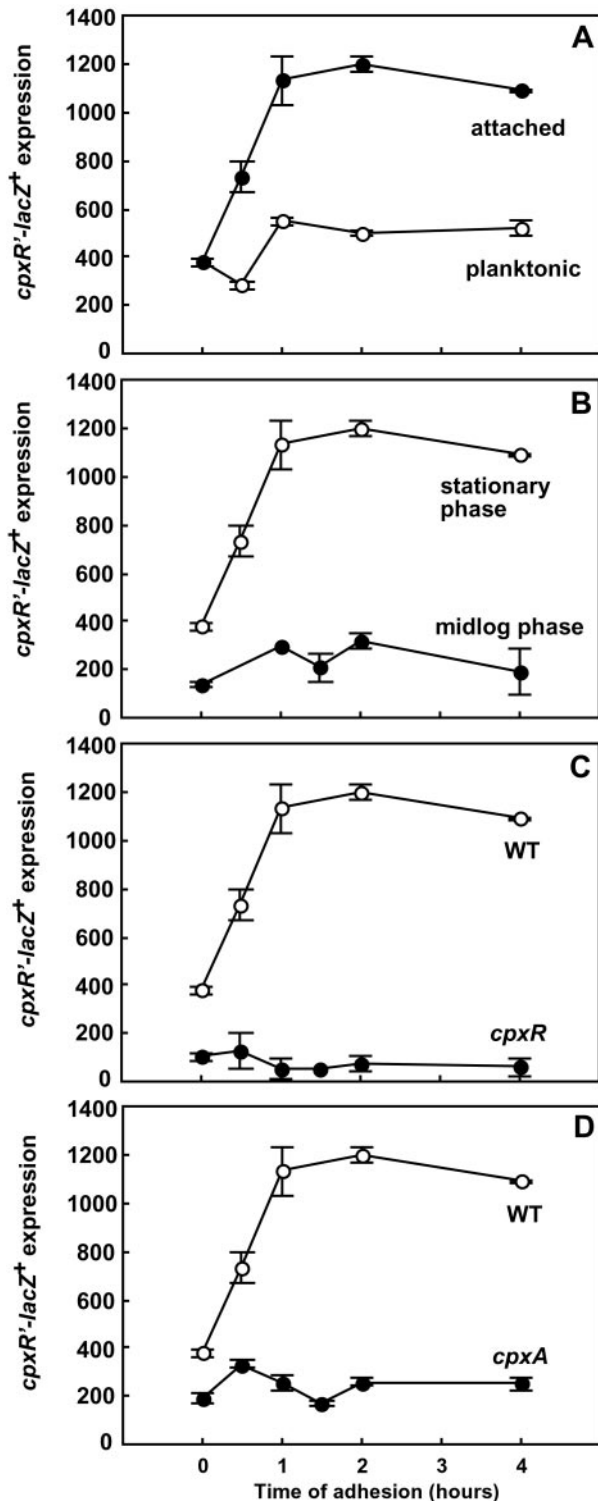 A
cpxR'-lacZ+ expression
1400
1200
1000
800
600
400
200
0
attached
planktonic
B
cpxR'-lacZ+ expression
1400
1200
1000
800
600
400
200
0
stationary
phase
midlog phase
C
cpxR'-lacZ+ expression
1400
1200
1000
800
600
400
200
0
WT
cpxR
D
cpxR'-lacZ+ expression
1400
1200
1000
800
600
400
200
0
WT
cpxA
0 1 2 3 4
Time of adhesion (hours)